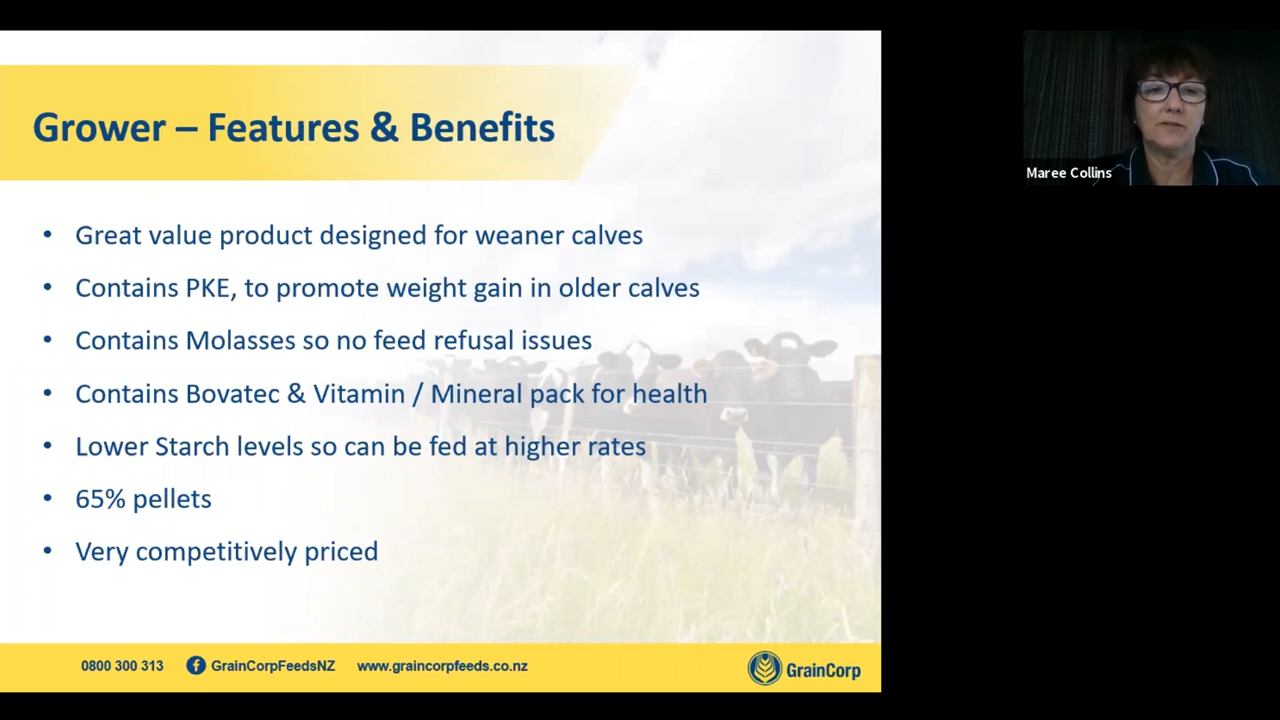 Grower – Features & Benefits
• Great value product designed for weaner calves
• Contains PKE, to promote weight gain in older calves
• Contains Molasses so no feed refusal issues
• Contains Bovatec & Vitamin / Mineral pack for health
• Lower Starch levels so can be fed at higher rates
• 65% pellets
• Very competitively priced
0800 300 313 GrainCorpFeedsNZ www.graincorpfeeds.co.nz GrainCorp
Maree Collins